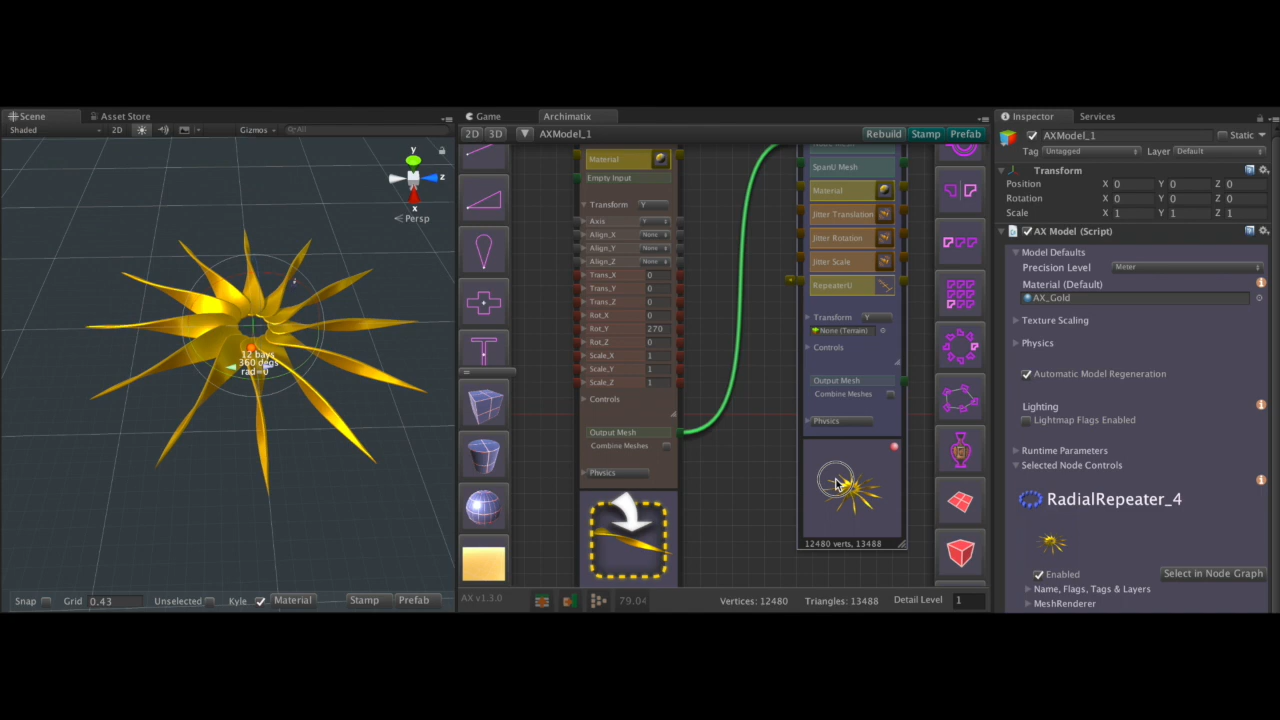 Scene
Asset Store
Shaded
2D
Gizmos
All
y
z
x
Persp
12 bays
360 degs
rad=0
Snap
Grid 0.43
Unselected
Kyle
Material
Stamp
Prefab
Game
Archimatix
2D 3D
AXModel_1
Rebuild
Stamp
Prefab
Material
Empty Input
Transform Y
Axis Y
Align_X None
Align_Y None
Align_Z None
Trans_X 0
Trans_Y 0
Trans_Z 0
Rot_X 0
Rot_Y 270
Rot_Z 0
Scale_X 1
Scale_Y 1
Scale_Z 1
Controls
Output Mesh
Combine Meshes
Physics
SpanU Mesh
Material
Jitter Translation
Jitter Rotation
Jitter Scale
RepeaterU
Transform Y
None (Terrain)
Controls
Output Mesh
Combine Meshes
Physics
12480 verts, 13488
AX v1.3.0
79.04
Vertices: 12480
Triangles: 13488
Detail Level 1
Inspector
Services
AXModel_1
Static
Tag Untagged
Layer Default
Transform
Position X 0 Y 0 Z 0
Rotation X 0 Y 0 Z 0
Scale X 1 Y 1 Z 1
AX Model (Script)
Model Defaults
Precision Level Meter
Material (Default)
AX_Gold
Texture Scaling
Physics
Automatic Model Regeneration
Lighting
Lightmap Flags Enabled
Runtime Parameters
Selected Node Controls
RadialRepeater_4
Enabled
Select in Node Graph
Name, Flags, Tags & Layers
MeshRenderer